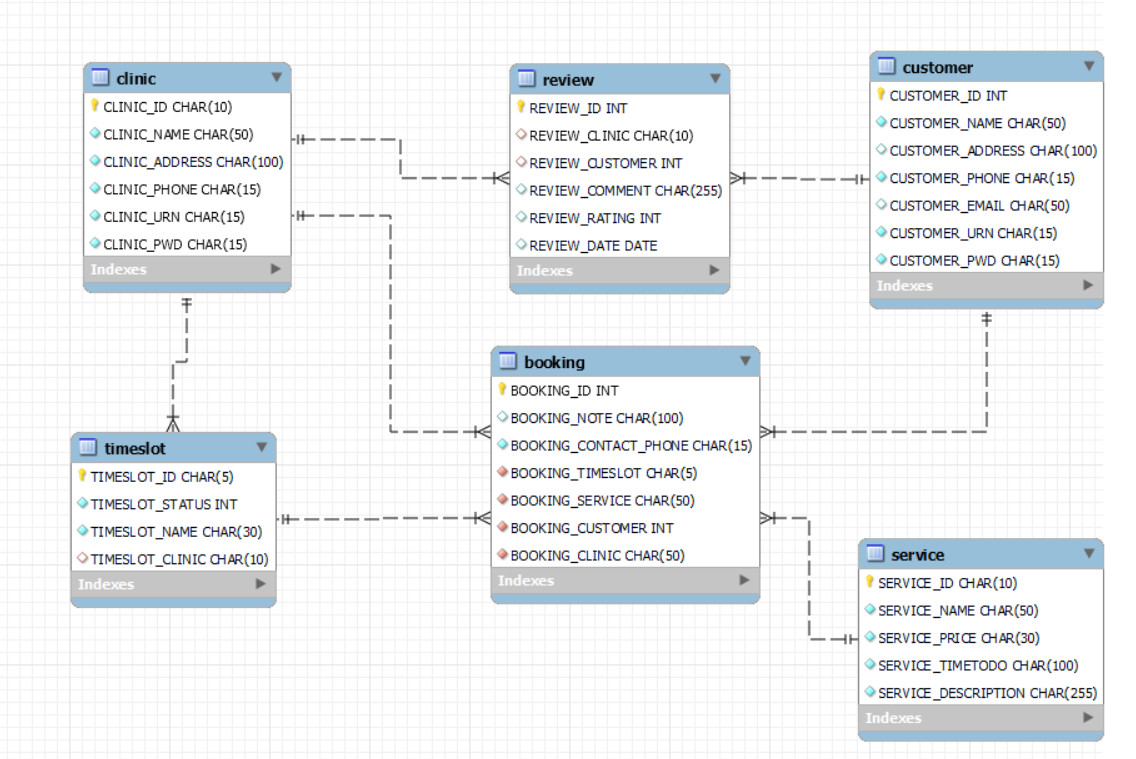 clinic
CLINIC_ID CHAR(10)
CLINIC_NAME CHAR(50)
CLINIC_ADDRESS CHAR(100)
CLINIC_PHONE CHAR(15)
CLINIC_URN CHAR(15)
CLINIC_PWD CHAR(15)
Indexes
review
REVIEW_ID INT
REVIEW_CLINIC CHAR(10)
REVIEW_CUSTOMER INT
REVIEW_COMMENT CHAR(255)
REVIEW_RATING INT
REVIEW_DATE DATE
Indexes
customer
CUSTOMER_ID INT
CUSTOMER_NAME CHAR(50)
CUSTOMER_ADDRESS CHAR(100)
CUSTOMER_PHONE CHAR(15)
CUSTOMER_EMAIL CHAR(50)
CUSTOMER_URN CHAR(15)
CUSTOMER_PWD CHAR(15)
Indexes
timeslot
TIMESLOT_ID CHAR(5)
TIMESLOT_STATUS INT
TIMESLOT_NAME CHAR(30)
TIMESLOT_CLINIC CHAR(10)
Indexes
booking
BOOKING_ID INT
BOOKING_NOTE CHAR(100)
BOOKING_CONTACT_PHONE CHAR(15)
BOOKING_TIMESLOT CHAR(5)
BOOKING_SERVICE CHAR(50)
BOOKING_CUSTOMER INT
BOOKING_CLINIC CHAR(50)
Indexes
service
SERVICE_ID CHAR(10)
SERVICE_NAME CHAR(50)
SERVICE_PRICE CHAR(30)
SERVICE_TIMETODO CHAR(100)
SERVICE_DESCRIPTION CHAR(255)
Indexes